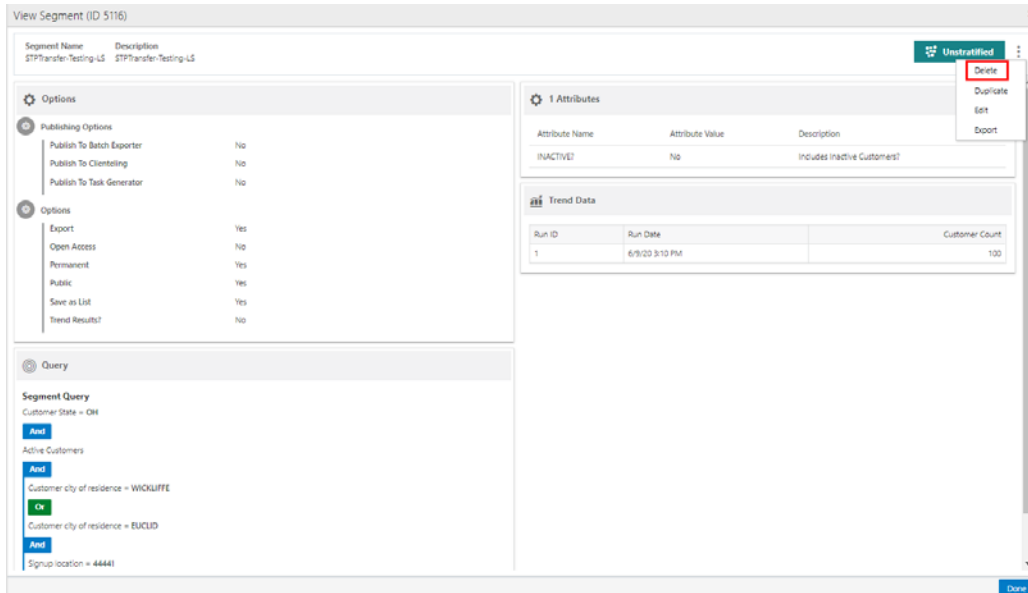 View Segment (ID 5116)
Segment Name Description
STPTransfer-Testing-LS STPTransfer-Testing-LS
Unstratified
Delete
Duplicate
Edit
Export
Options
Publishing Options
Publish To Batch Exporter No
Publish To Clienteling No
Publish To Task Generator No
Options
Export Yes
Open Access No
Permanent Yes
Public Yes
Save as List Yes
Trend Results? No
Query
Segment Query
Customer State = OH
And
Active Customers
And
Customer city of residence = WICKLIFFE
Or
Customer city of residence = EUCLID
And
Signup location = 44441
1 Attributes
Attribute Name Attribute Value Description
INACTIVE? No Includes Inactive Customers?
Trend Data
Run ID Run Date Customer Count
1 6/9/20 3:10 PM 100
Done